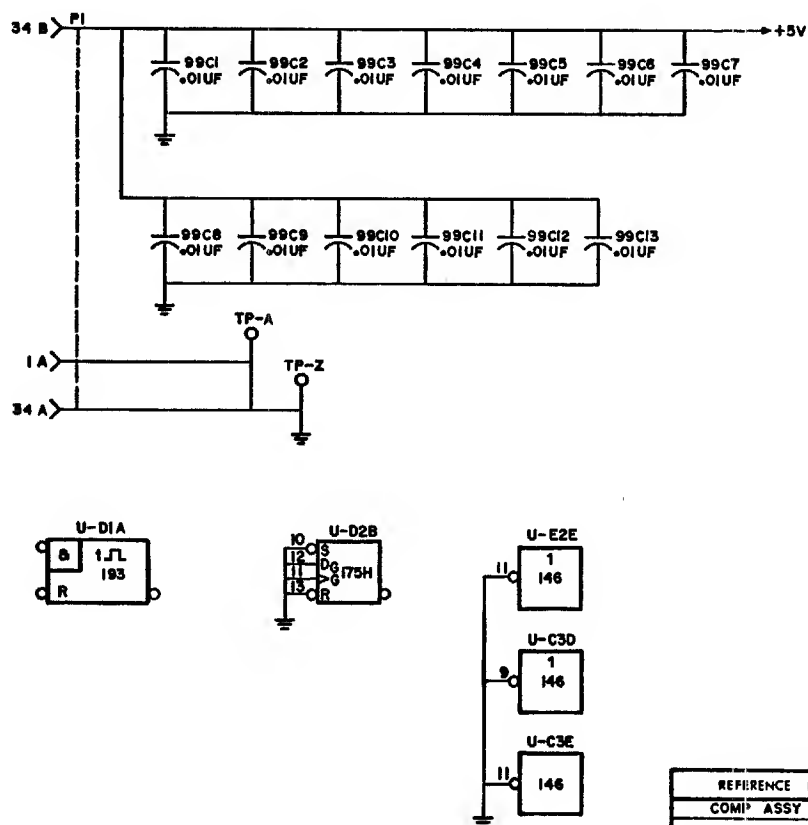 34 B P1 +5V
99C1 99C2 99C3 99C4 99C5 99C6 99C7
.01UF .01UF .01UF .01UF .01UF .01UF .01UF
99C8 99C9 99C10 99C11 99C12 99C13
.01UF .01UF .01UF .01UF .01UF .01UF
TP-A
1 A
TP-Z
34 A
U-D1A
& 1
193
R
U-D2B
10 S
12 D G
11 G 175H
13 R
U-E2E
11 1
146
U-C3D
1
9 146
U-C3E
11 146
REFERENCE
COMP ASSY